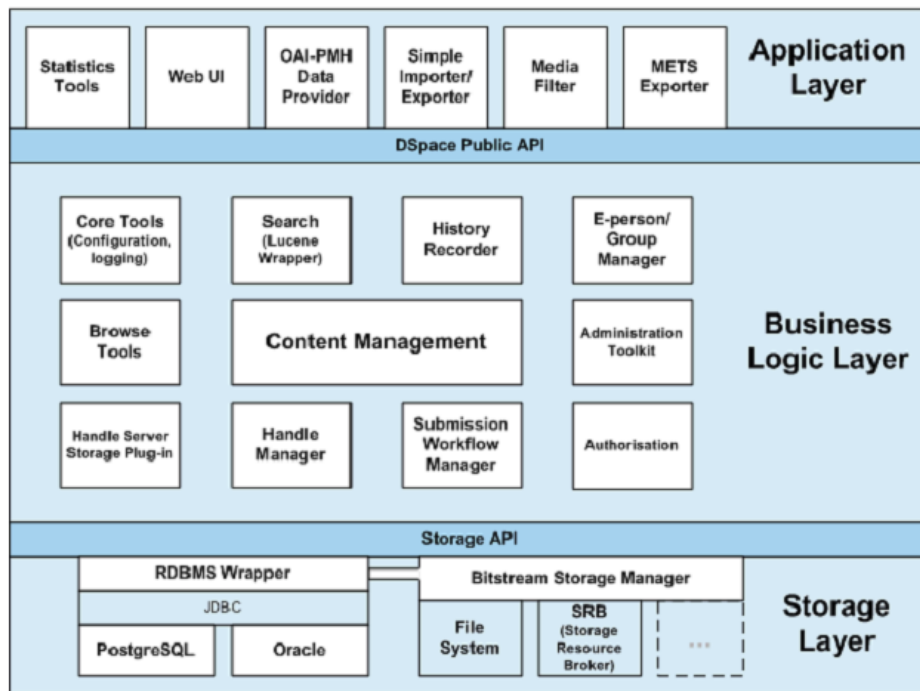 Statistics
Tools
Web UI
OAI-PMH
Data
Provider
Simple
Importer/
Exporter
Media
Filter
METS
Exporter
Application
Layer
DSpace Public API
Core Tools
(Configuration,
logging)
Search
(Lucene
Wrapper)
History
Recorder
E-person/
Group
Manager
Browse
Tools
Content Management
Administration
Toolkit
Business
Logic Layer
Handle Server
Storage Plug-in
Handle
Manager
Submission
Workflow
Manager
Authorisation
Storage API
RDBMS Wrapper
JDBC
PostgreSQL
Oracle
Bitstream Storage Manager
File
System
SRB
(Storage
Resource
Broker)
...
Storage
Layer